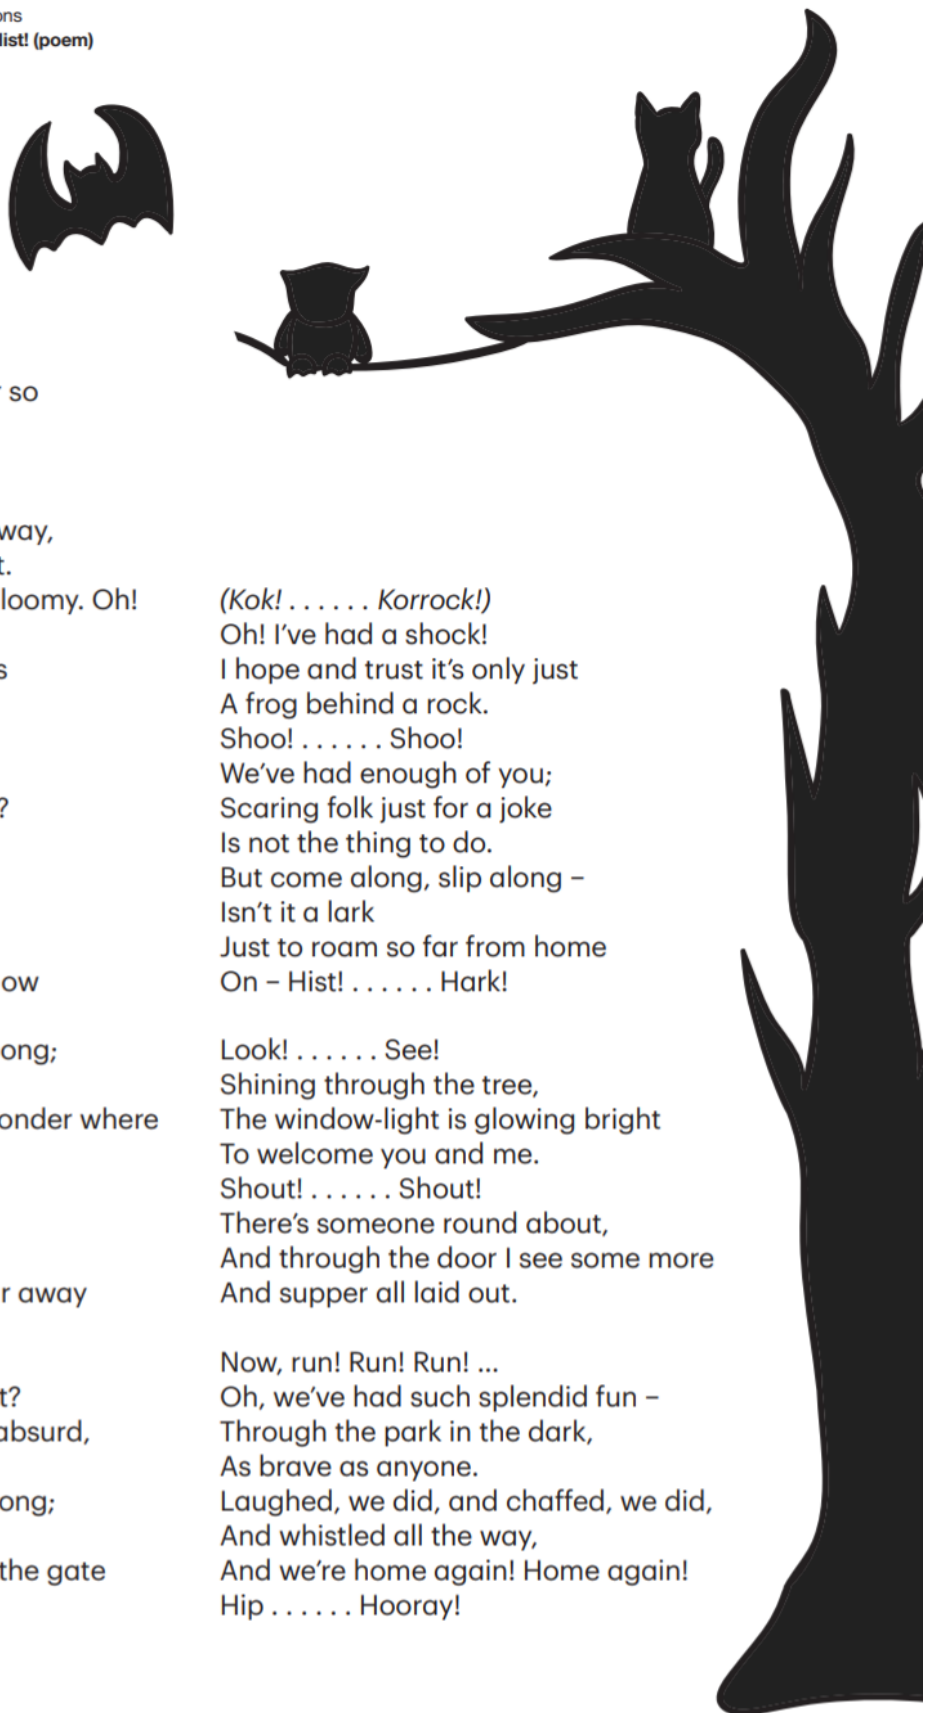 ons
list! (poem)
so
way,
t.
loomy. Oh!
s
?
ow
ong;
onder where
r away
t?
absurd,
ong;
the gate
(Kok! . . . . . . Korrock!)
Oh! I've had a shock!
I hope and trust it's only just
A frog behind a rock.
Shoo! . . . . . . Shoo!
We've had enough of you;
Scaring folk just for a joke
Is not the thing to do.
But come along, slip along –
Isn't it a lark
Just to roam so far from home
On – Hist! . . . . . . Hark!
Look! . . . . . . See!
Shining through the tree,
The window-light is glowing bright
To welcome you and me.
Shout! . . . . . . Shout!
There's someone round about,
And through the door I see some more
And supper all laid out.
Now, run! Run! Run! ...
Oh, we've had such splendid fun –
Through the park in the dark,
As brave as anyone.
Laughed, we did, and chaffed, we did,
And whistled all the way,
And we're home again! Home again!
Hip . . . . . . Hooray!